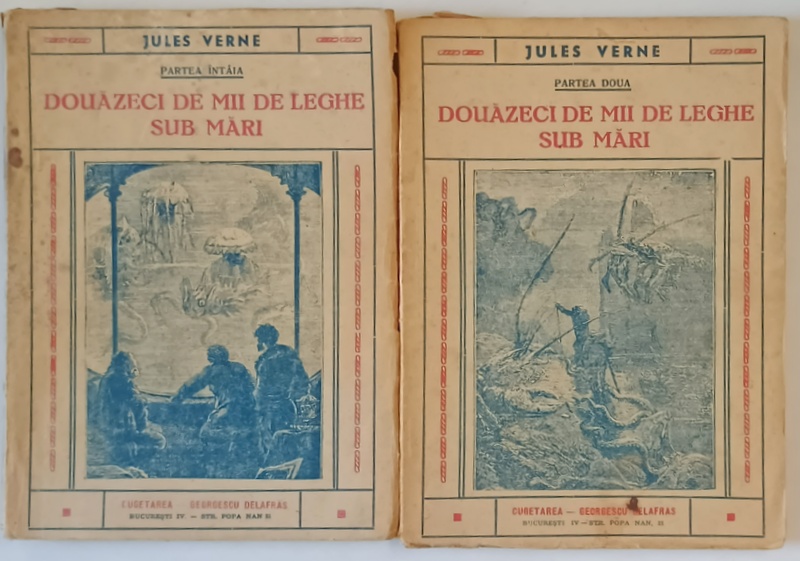 JULES VERNE
PARTEA ÎNTÂIA
DOUĂZECI DE MII DE LEGHE
SUB MĂRI
CUGETAREA — GEORGESCU DELAFRAS
BUCUREȘTI IV. — STR. POPA NAN 21
JULES VERNE
PARTEA DOUA
DOUĂZECI DE MII DE LEGHE
SUB MĂRI
CUGETAREA — GEORGESCU DELAFRAS
BUCUREȘTI IV — STR. POPA NAN, 21